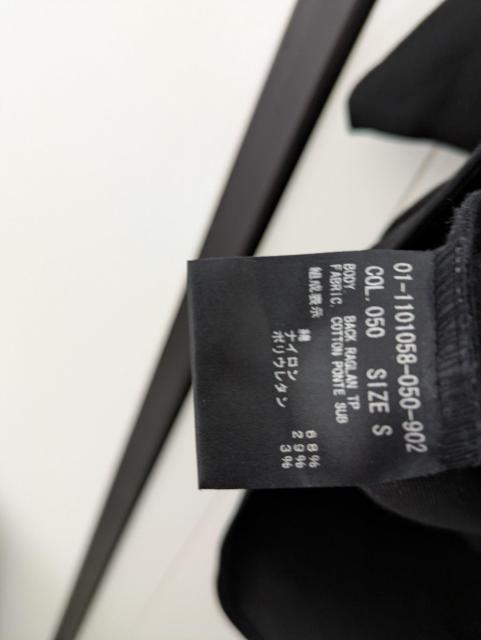 01-1101058-050-902
COL. 050 SIZE S
BODY. BACK RAGLAN TP
FABRIC. COTTON PONTE SUB
組成表示
綿 68%
ナイロン 29%
ポリウレタン 3%